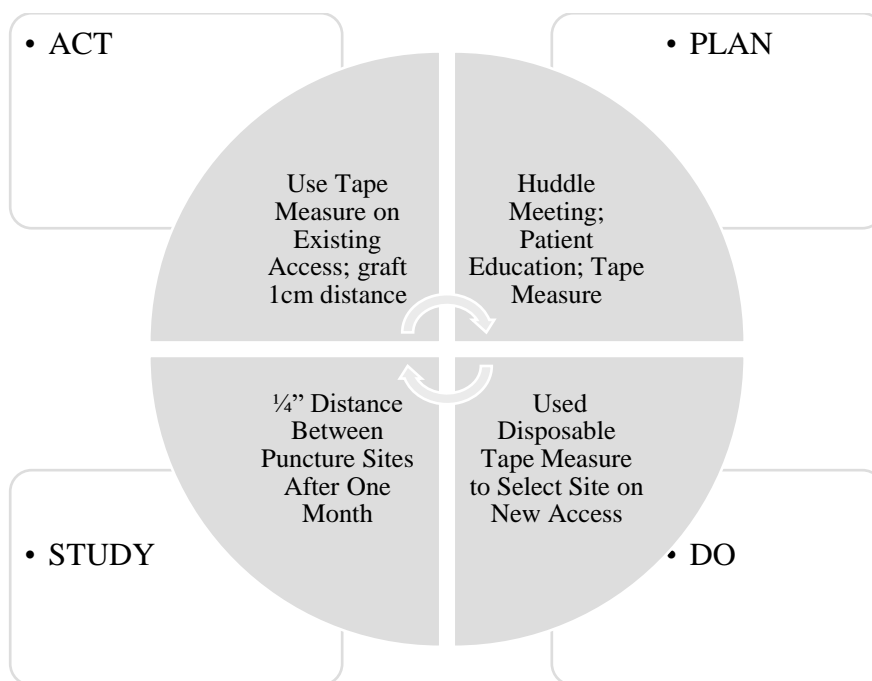 • ACT
• PLAN
Use Tape
Measure on
Existing
Access; graft
1cm distance
Huddle
Meeting;
Patient
Education; Tape
Measure
¼” Distance
Between
Puncture Sites
After One
Month
Used
Disposable
Tape Measure
to Select Site on
New Access
• STUDY
• DO